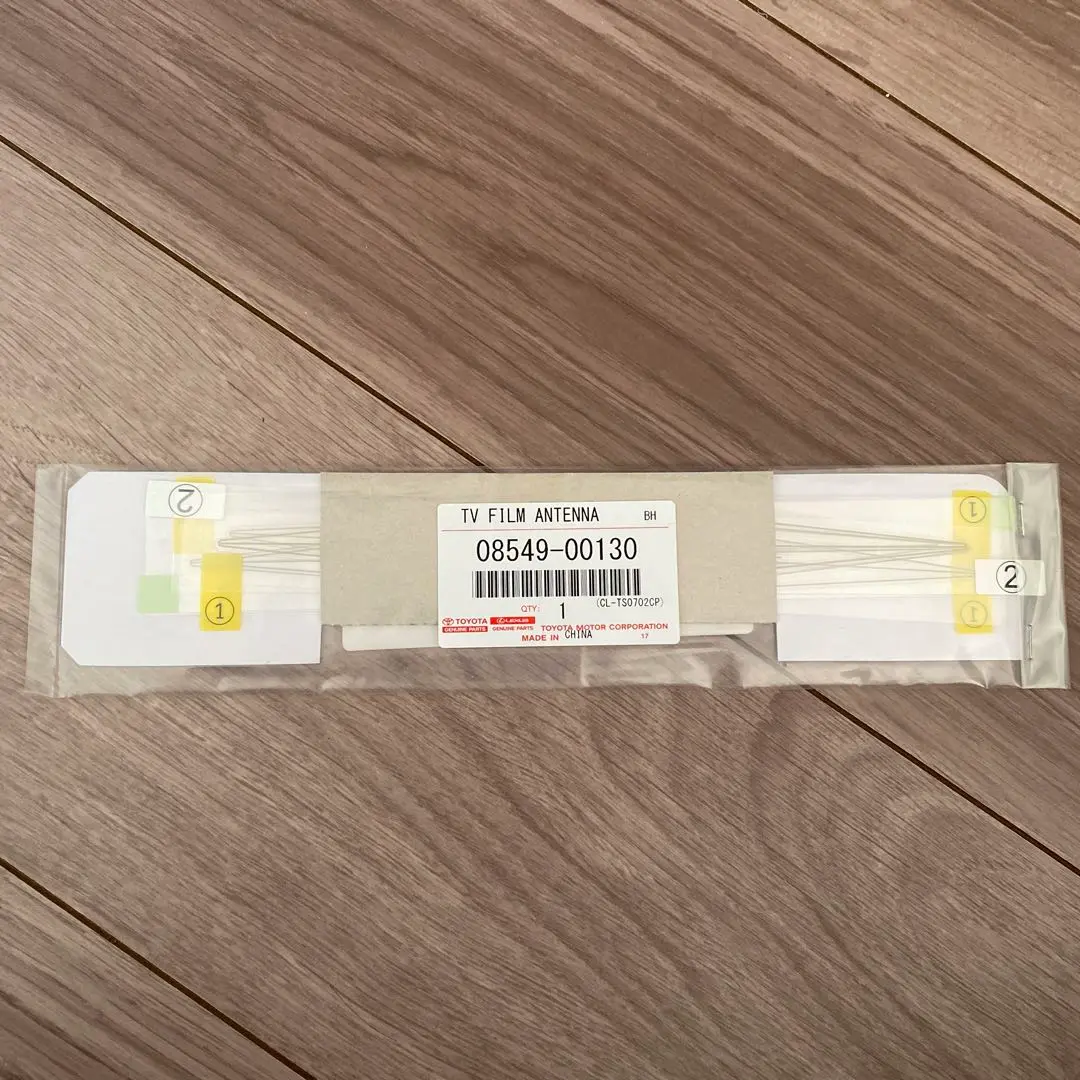 TV FILM ANTENNA BH
08549-00130
QTY: 1 (CL-TS0702CP)
TOYOTA LEXUS
GENUINE PARTS GENUINE PARTS TOYOTA MOTOR CORPORATION
MADE IN CHINA 17
②
①
①
②
①